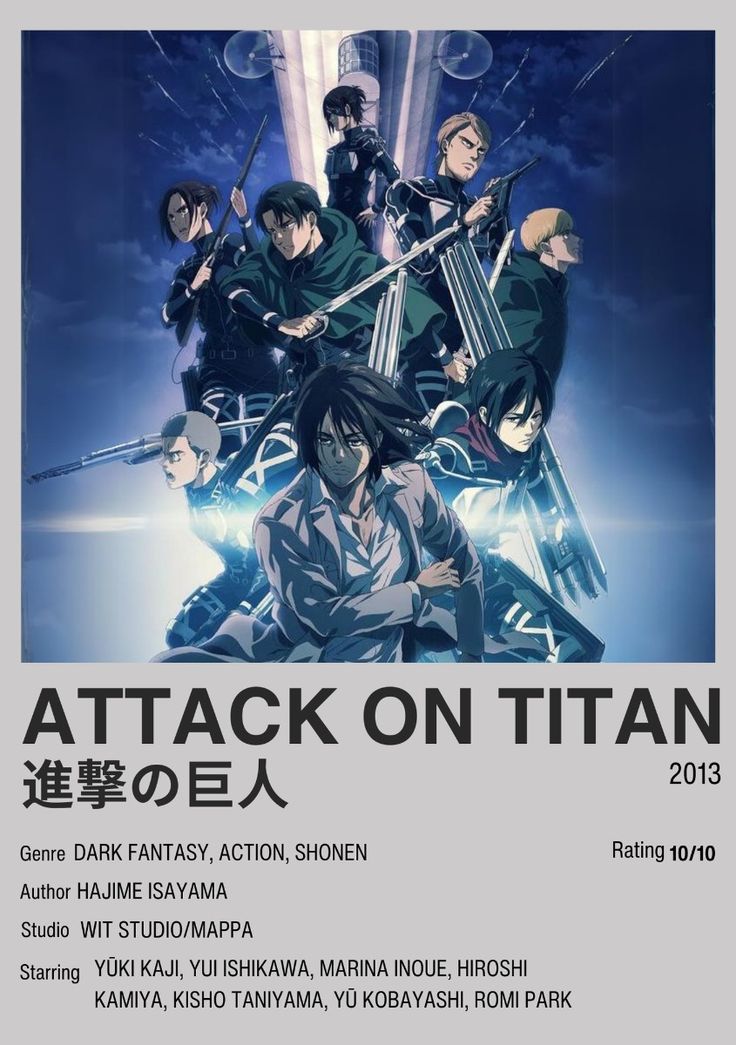 ATTACK ON TITAN
進撃の巨人
2013
Genre DARK FANTASY, ACTION, SHONEN
Rating 10/10
Author HAJIME ISAYAMA
Studio WIT STUDIO/MAPPA
Starring YŪKI KAJI, YUI ISHIKAWA, MARINA INOUE, HIROSHI
KAMIYA, KISHO TANIYAMA, YŪ KOBAYASHI, ROMI PARK